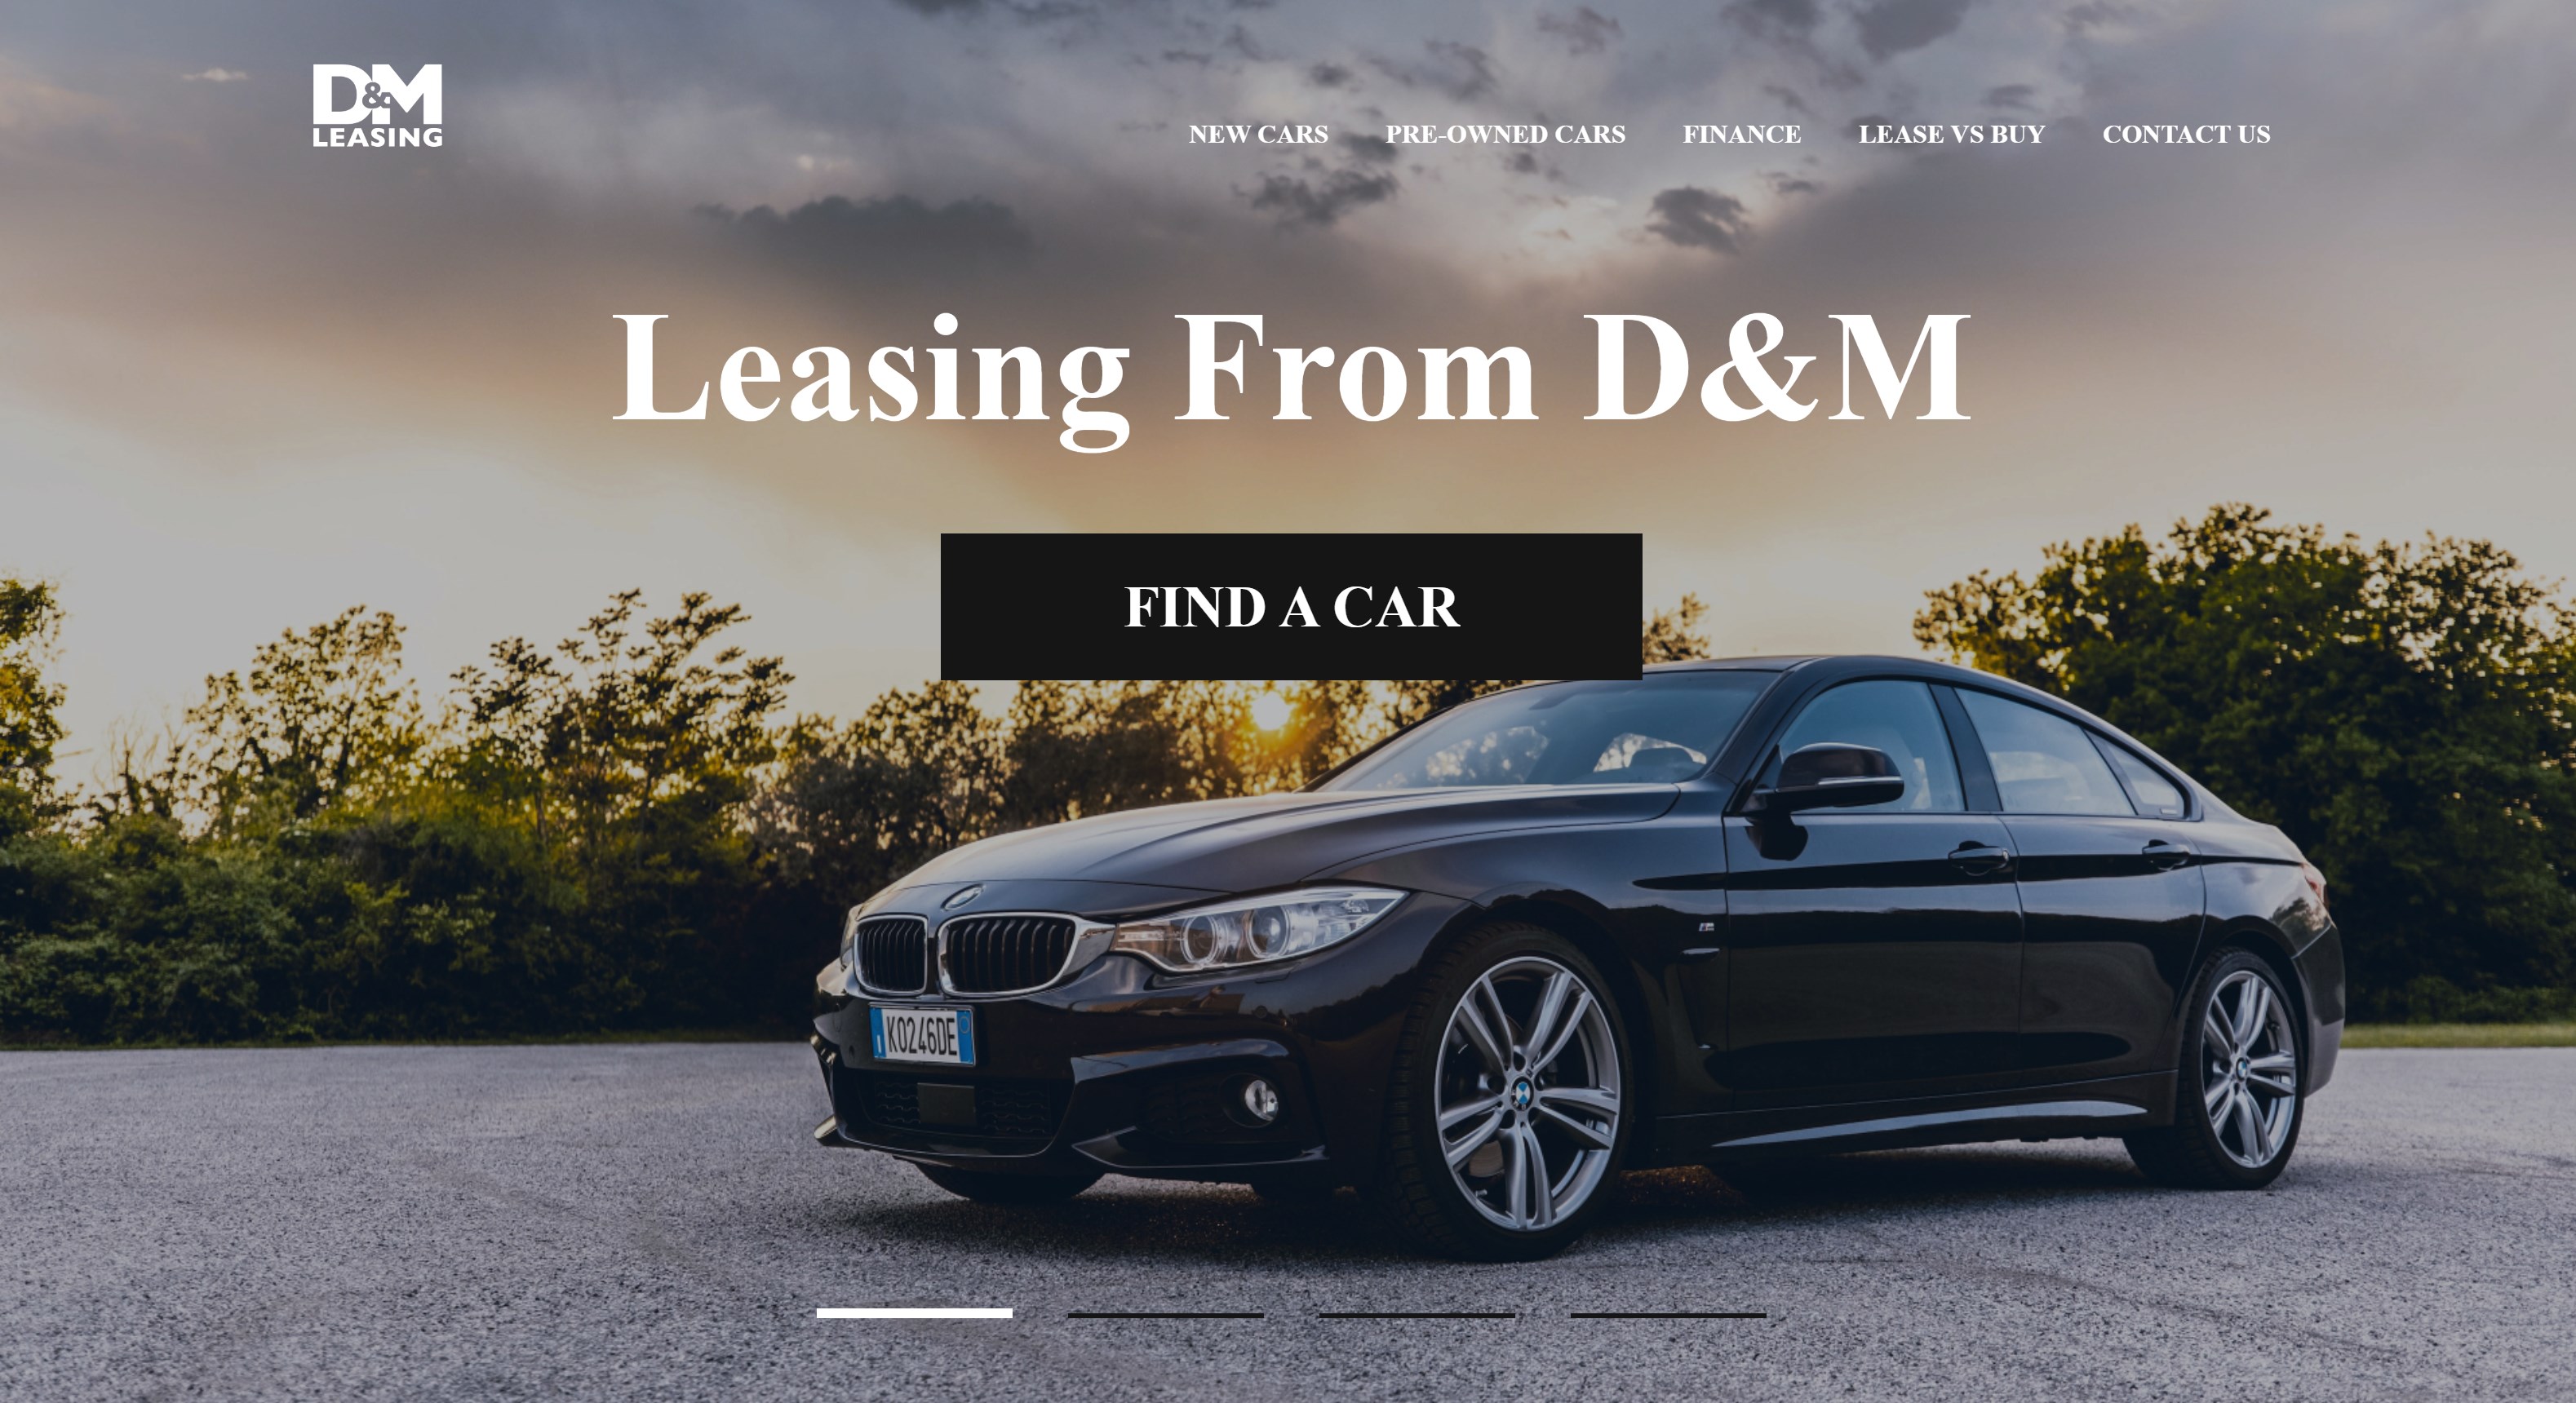 D&M
LEASING
NEW CARS PRE-OWNED CARS FINANCE LEASE VS BUY CONTACT US
Leasing From D&M
FIND A CAR
KO246DE